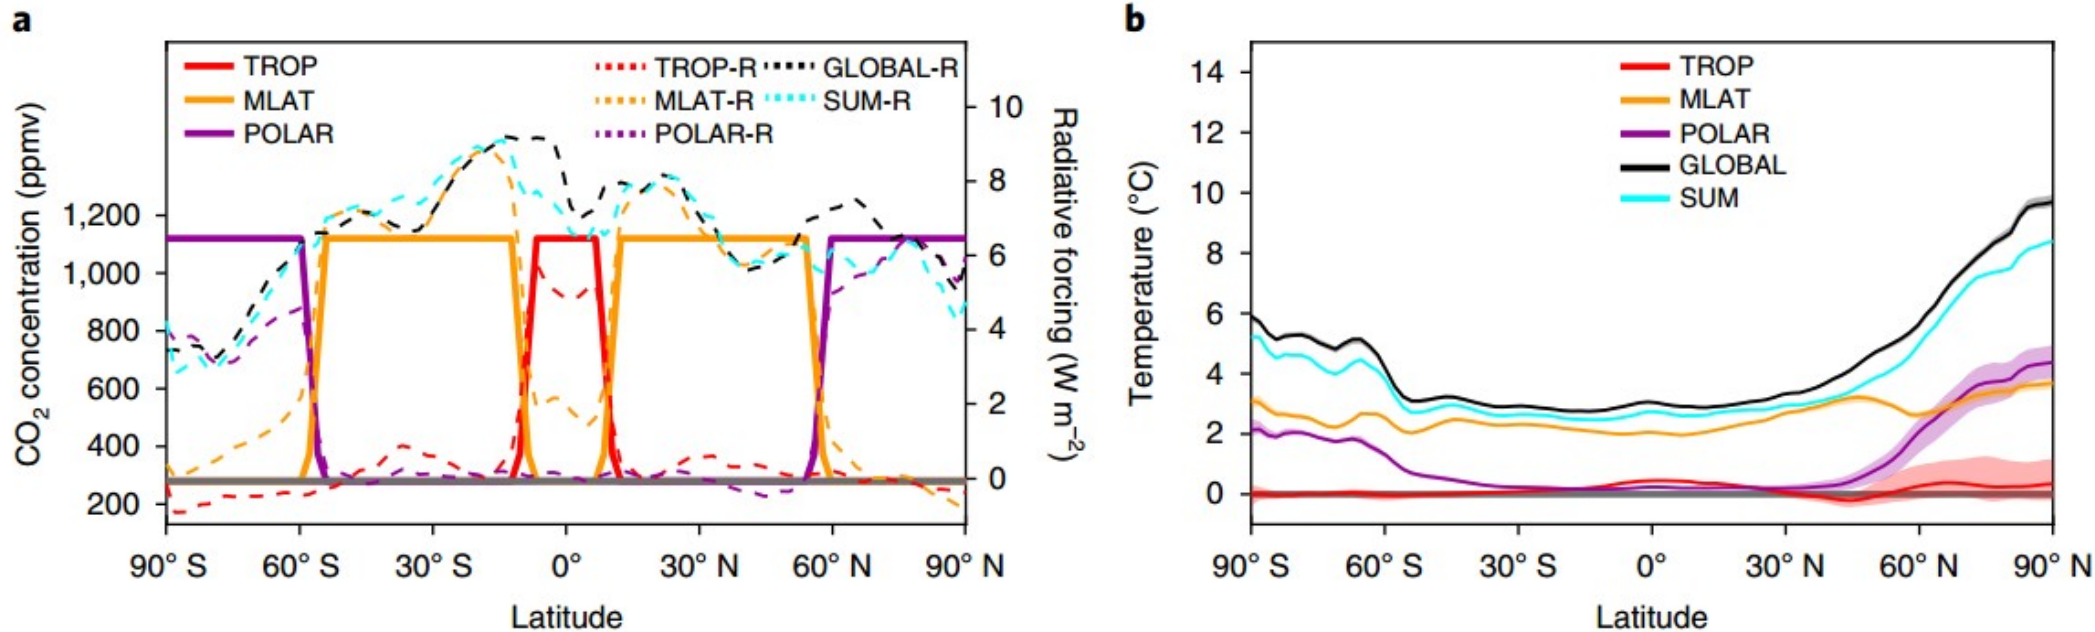 a
TROP
MLAT
POLAR
TROP-R
MLAT-R
POLAR-R
GLOBAL-R
SUM-R
CO2 concentration (ppmv)
1,200
1,000
800
600
400
200
10
8
6
4
2
0
Radiative forcing (W m−2)
90° S
60° S
30° S
0°
30° N
60° N
90° N
Latitude
b
TROP
MLAT
POLAR
GLOBAL
SUM
Temperature (°C)
14
12
10
8
6
4
2
0
90° S
60° S
30° S
0°
30° N
60° N
90° N
Latitude